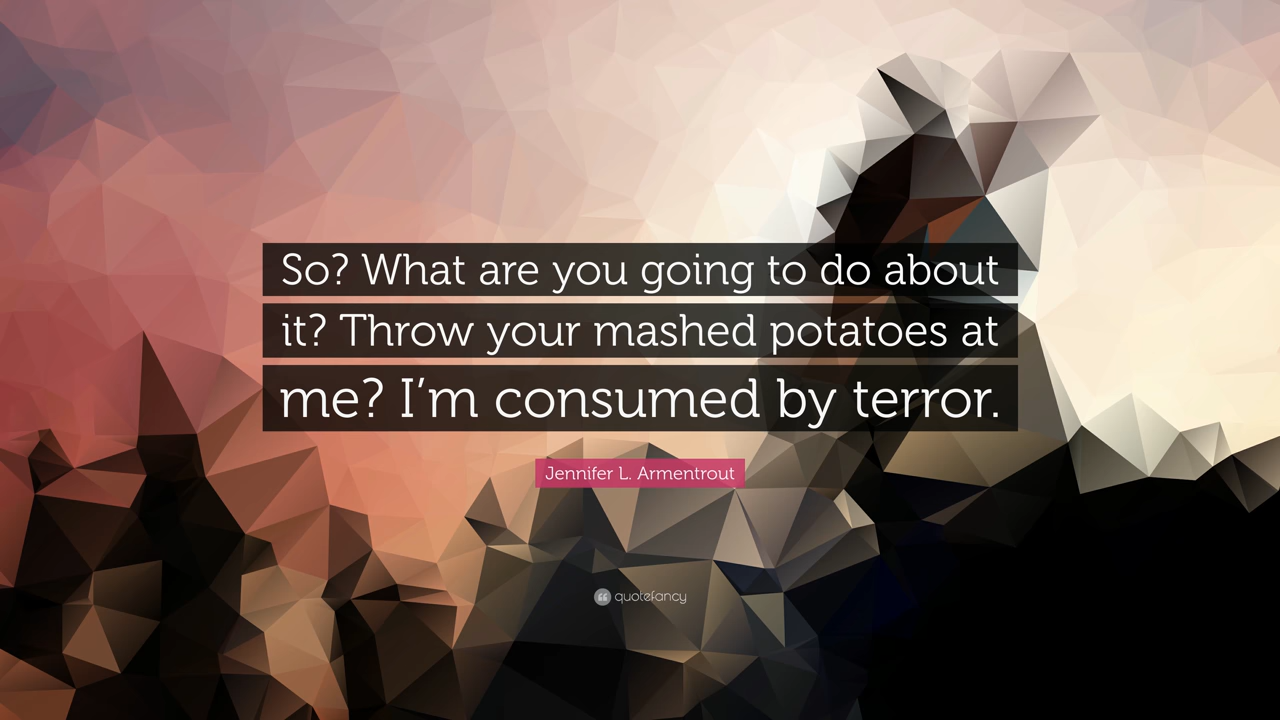 So? What are you going to do about
it? Throw your mashed potatoes at
me? I’m consumed by terror.
Jennifer L. Armentrout
quotefancy